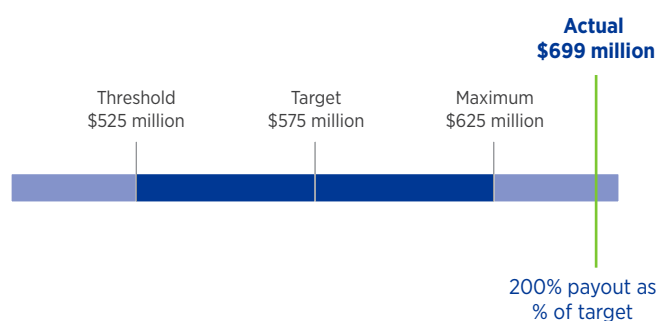 Actual
$699 million
Threshold
$525 million
Target
$575 million
Maximum
$625 million
200% payout as
% of target